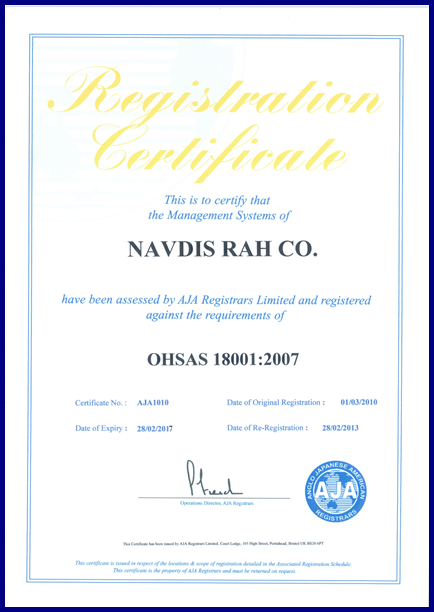 Registration
Certificate
This is to certify that
the Management Systems of
NAVDIS RAH CO.
have been assessed by AJA Registrars Limited and registered
against the requirements of
OHSAS 18001:2007
Certificate No. : AJA1010 Date of Original Registration : 01/03/2010
Date of Expiry : 28/02/2017 Date of Re-Registration : 28/02/2013
Operations Director, AJA Registrars
ANGLO JAPANESE AMERICAN
AJA
REGISTRARS
This Certificate has been issued by AJA Registrars Limited, Court Lodge, 105 High Street, Portishead, Bristol UK BS20 6PT
This certificate is issued in respect of the locations & scope of registration detailed in the Associated Registration Schedule.
This certificate is the property of AJA Registrars and must be returned on request.